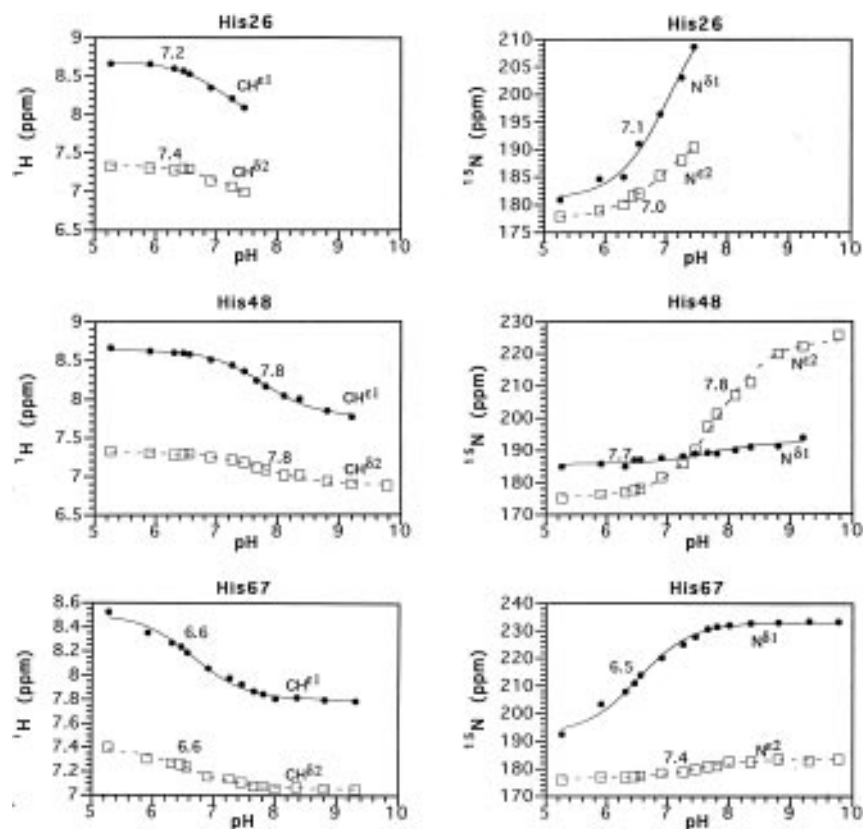 His26
His26
9
8.5
8
7.5
7
6.5
¹H (ppm)
7.2
CHᵋ¹
7.4
CHᵟ²
5 6 7 8 9 10
pH
210
205
200
195
190
185
180
175
¹⁵N (ppm)
7.1
Nᵟ¹
Nᵋ²
7.0
5 6 7 8 9 10
pH
His48
His48
9
8.5
8
7.5
7
6.5
¹H (ppm)
7.8
CHᵋ¹
7.8
CHᵟ²
5 6 7 8 9 10
pH
230
220
210
200
190
180
170
¹⁵N (ppm)
7.8
Nᵋ²
7.7
Nᵟ¹
5 6 7 8 9 10
pH
His67
His67
8.6
8.4
8.2
8
7.8
7.6
7.4
7.2
7
¹H (ppm)
6.6
CHᵋ¹
6.6
CHᵟ²
5 6 7 8 9 10
pH
240
230
220
210
200
190
180
170
¹⁵N (ppm)
6.5
Nᵟ¹
7.4
Nᵋ²
5 6 7 8 9 10
pH